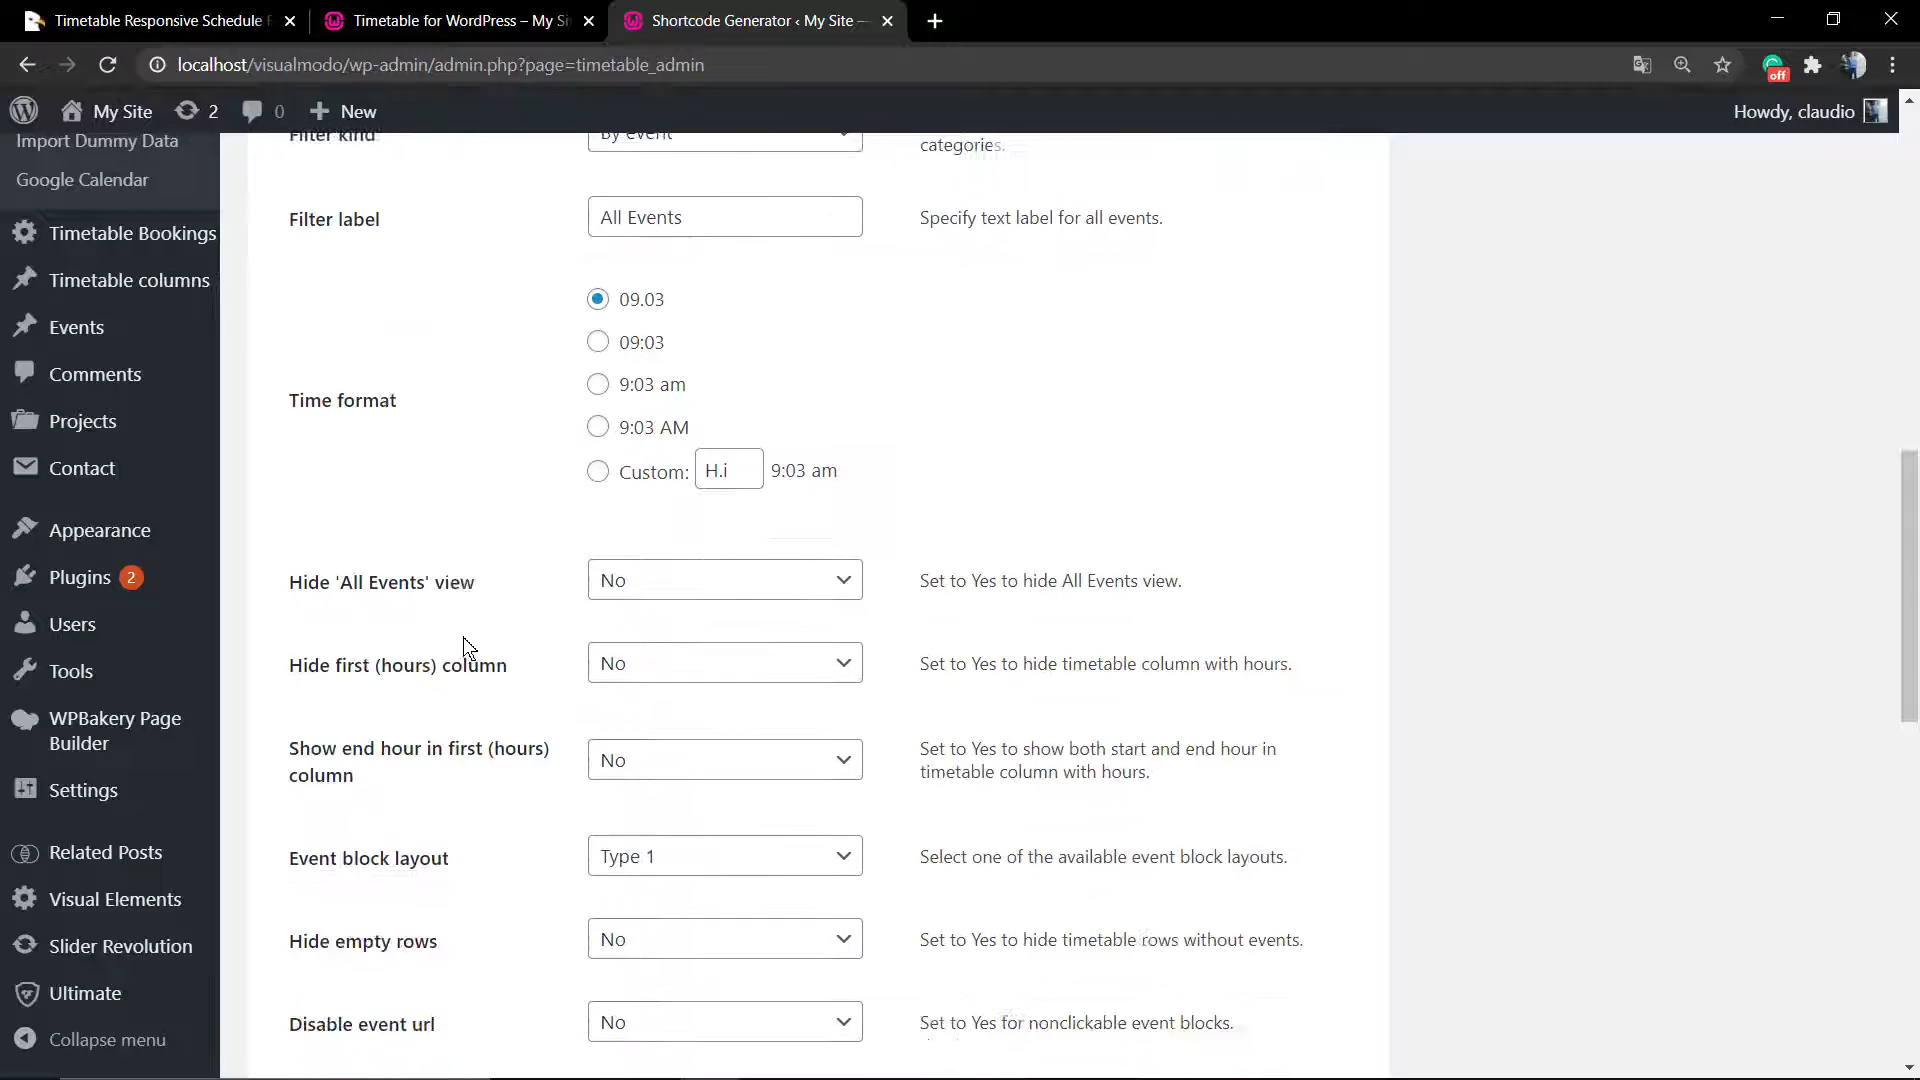 Timetable Responsive Schedule F
Timetable for WordPress – My Si
Shortcode Generator ‹ My Site —
localhost/visualmodo/wp-admin/admin.php?page=timetable_admin
off
My Site
2
0
New
Howdy, claudio
Import Dummy Data
Google Calendar
Timetable Bookings
Timetable columns
Events
Comments
Projects
Contact
Appearance
Plugins 2
Users
Tools
WPBakery Page
Builder
Settings
Related Posts
Visual Elements
Slider Revolution
Ultimate
Collapse menu
Filter kind
By event
categories.
Filter label
All Events
Specify text label for all events.
Time format
09.03
09:03
9:03 am
9:03 AM
Custom: H.i 9:03 am
Hide 'All Events' view
No
Set to Yes to hide All Events view.
Hide first (hours) column
No
Set to Yes to hide timetable column with hours.
Show end hour in first (hours)
column
No
Set to Yes to show both start and end hour in
timetable column with hours.
Event block layout
Type 1
Select one of the available event block layouts.
Hide empty rows
No
Set to Yes to hide timetable rows without events.
Disable event url
No
Set to Yes for nonclickable event blocks.